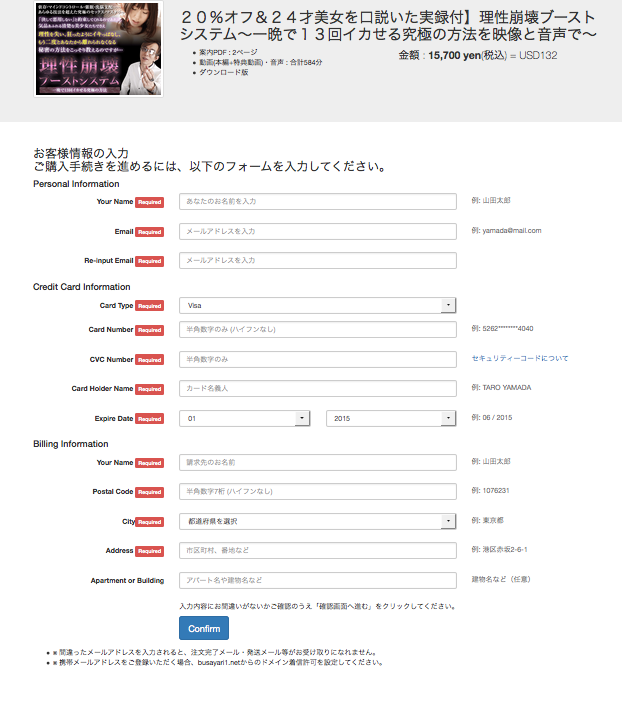 ２０％オフ＆２４才美女を口説いた実録付】理性崩壊ブースト
システム〜一晩で１３回イカせる究極の方法を映像と音声で〜
案内PDF : 2ページ
動画(本編+特典動画)・音声 : 合計584分
ダウンロード版
金額 : 15,700 yen(税込) = USD132
理性崩壊
ブーストシステム
お客様情報の入力
ご購入手続きを進めるには、以下のフォームを入力してください。
Personal Information
Your Name Required あなたのお名前を入力 例: 山田太郎
Email Required メールアドレスを入力 例: yamada@mail.com
Re-input Email Required メールアドレスを入力
Credit Card Information
Card Type Required Visa
Card Number Required 半角数字のみ (ハイフンなし) 例: 5262********4040
CVC Number Required 半角数字のみ セキュリティーコードについて
Card Holder Name Required カード名義人 例: TARO YAMADA
Expire Date Required 01 2015 例: 06 / 2015
Billing Information
Your Name Required 請求先のお名前 例: 山田太郎
Postal Code Required 半角数字7桁 (ハイフンなし) 例: 1076231
City Required 都道府県を選択 例: 東京都
Address Required 市区町村、番地など 例: 港区赤坂2-6-1
Apartment or Building アパート名や建物名など 建物名など（任意）
入力内容にお間違いがないかご確認のうえ「確認画面へ進む」をクリックしてください。
Confirm
※ 間違ったメールアドレスを入力されると、注文完了メール・発送メール等がお受け取りになれません。
※ 携帯メールアドレスをご登録いただく場合、busayari1.netからのドメイン着信許可を設定してください。